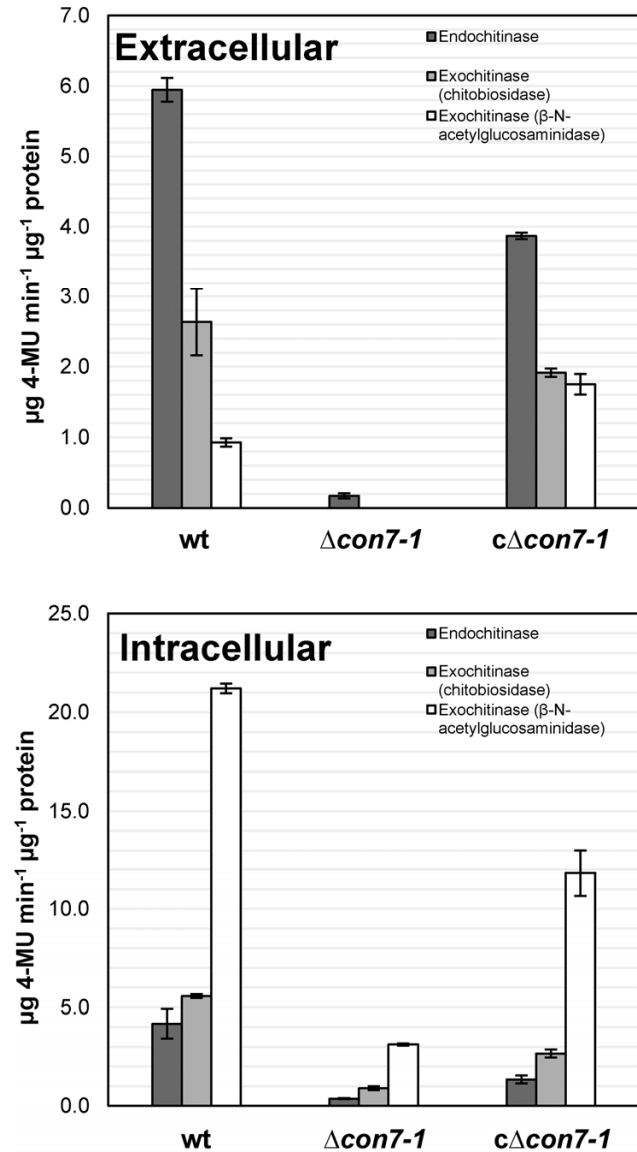 7.0
Extracellular
Endochitinase
6.0
Exochitinase
(chitobiosidase)
5.0
Exochitinase (β-N-
acetylglucosaminidase)
4.0
3.0
2.0
1.0
0.0
µg 4-MU min⁻¹ µg⁻¹ protein
wt
Δcon7-1
cΔcon7-1
25.0
Intracellular
Endochitinase
Exochitinase
(chitobiosidase)
20.0
Exochitinase (β-N-
acetylglucosaminidase)
15.0
10.0
5.0
0.0
µg 4-MU min⁻¹ µg⁻¹ protein
wt
Δcon7-1
cΔcon7-1